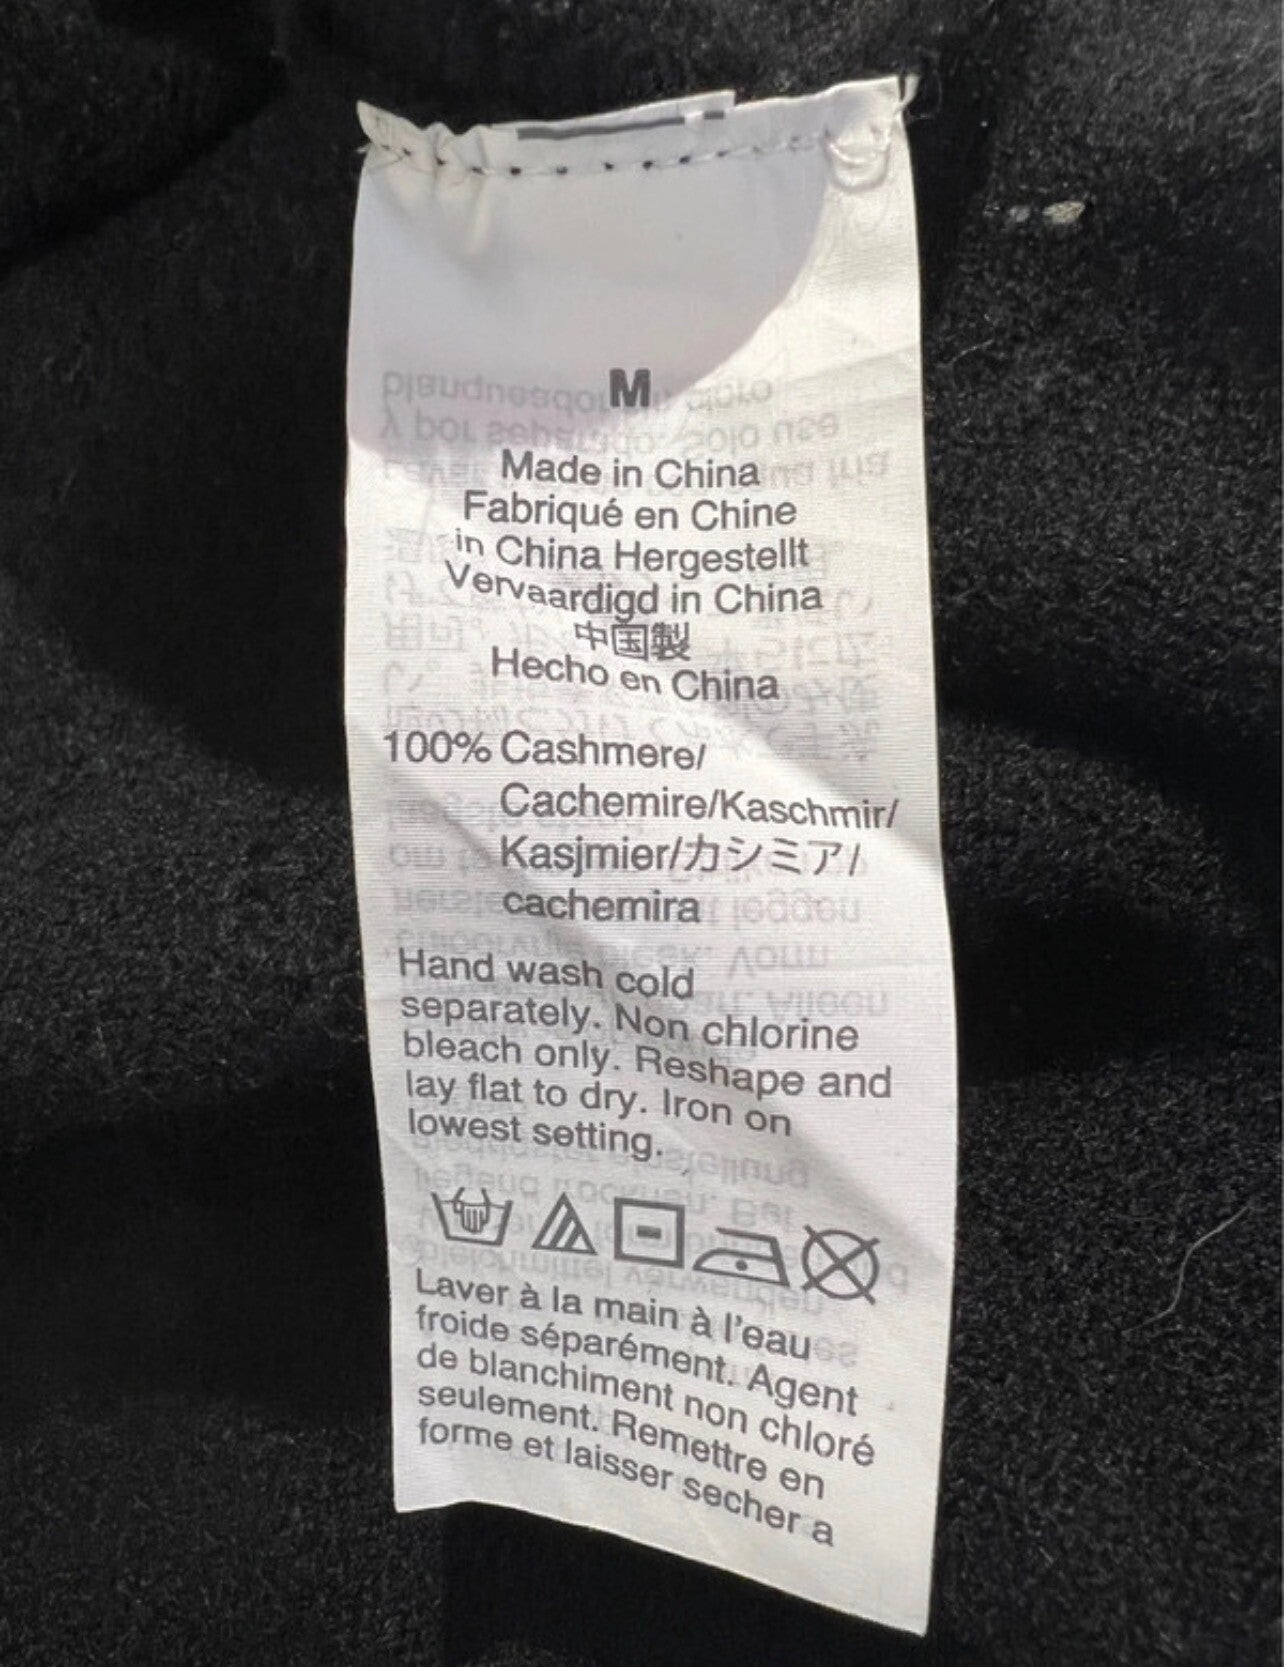 M
Made in China
Fabriqué en Chine
in China Hergestellt
Vervaardigd in China
中国製
Hecho en China
100% Cashmere/
Cachemire/Kaschmir/
Kasjmier/カシミア/
cachemira
Hand wash cold
separately. Non chlorine
bleach only. Reshape and
lay flat to dry. Iron on
lowest setting.
Laver à la main à l'eau
froide séparément. Agent
de blanchiment non chloré
seulement. Remettre en
forme et laisser secher a